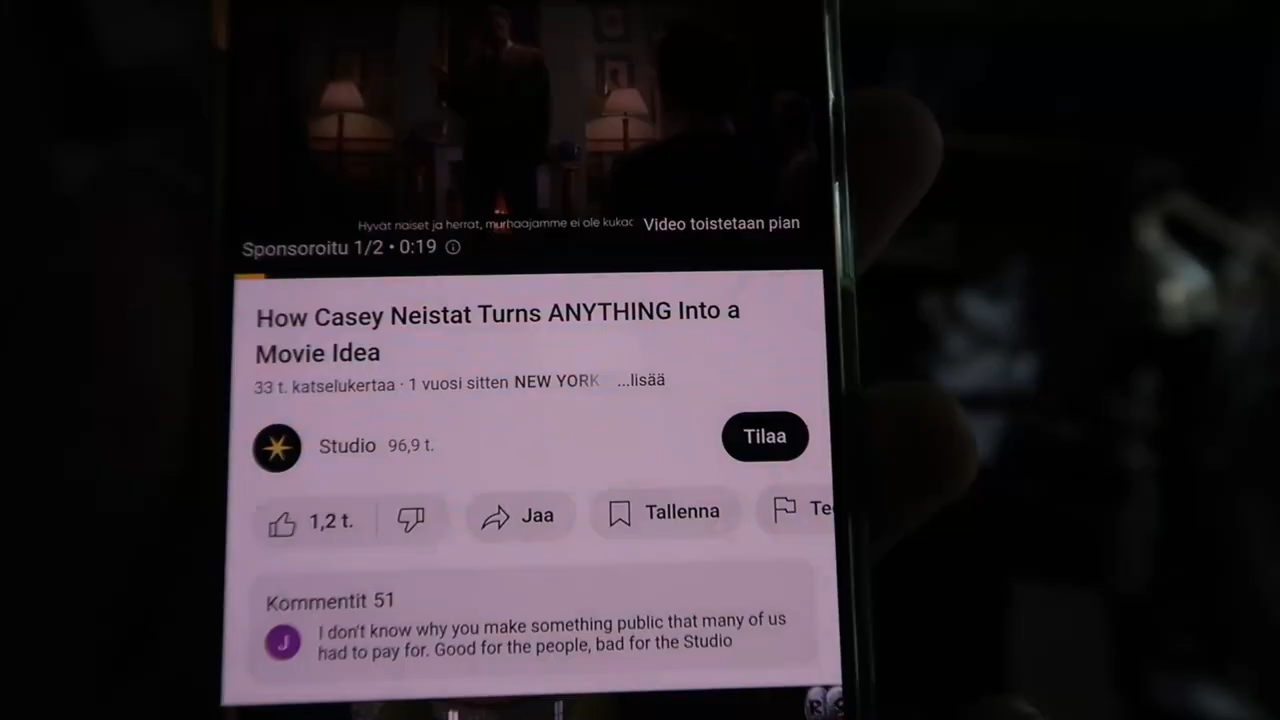 Hyvät naiset ja herrat, murhaajamme ei ole kukaa
Video toistetaan pian
Sponsoroitu 1/2 • 0:19
How Casey Neistat Turns ANYTHING Into a
Movie Idea
33 t. katselukertaa · 1 vuosi sitten NEW YORK ...lisää
Studio 96,9 t.
Tilaa
1,2 t.
Jaa
Tallenna
Te
Kommentit 51
J
I don't know why you make something public that many of us
had to pay for. Good for the people, bad for the Studio